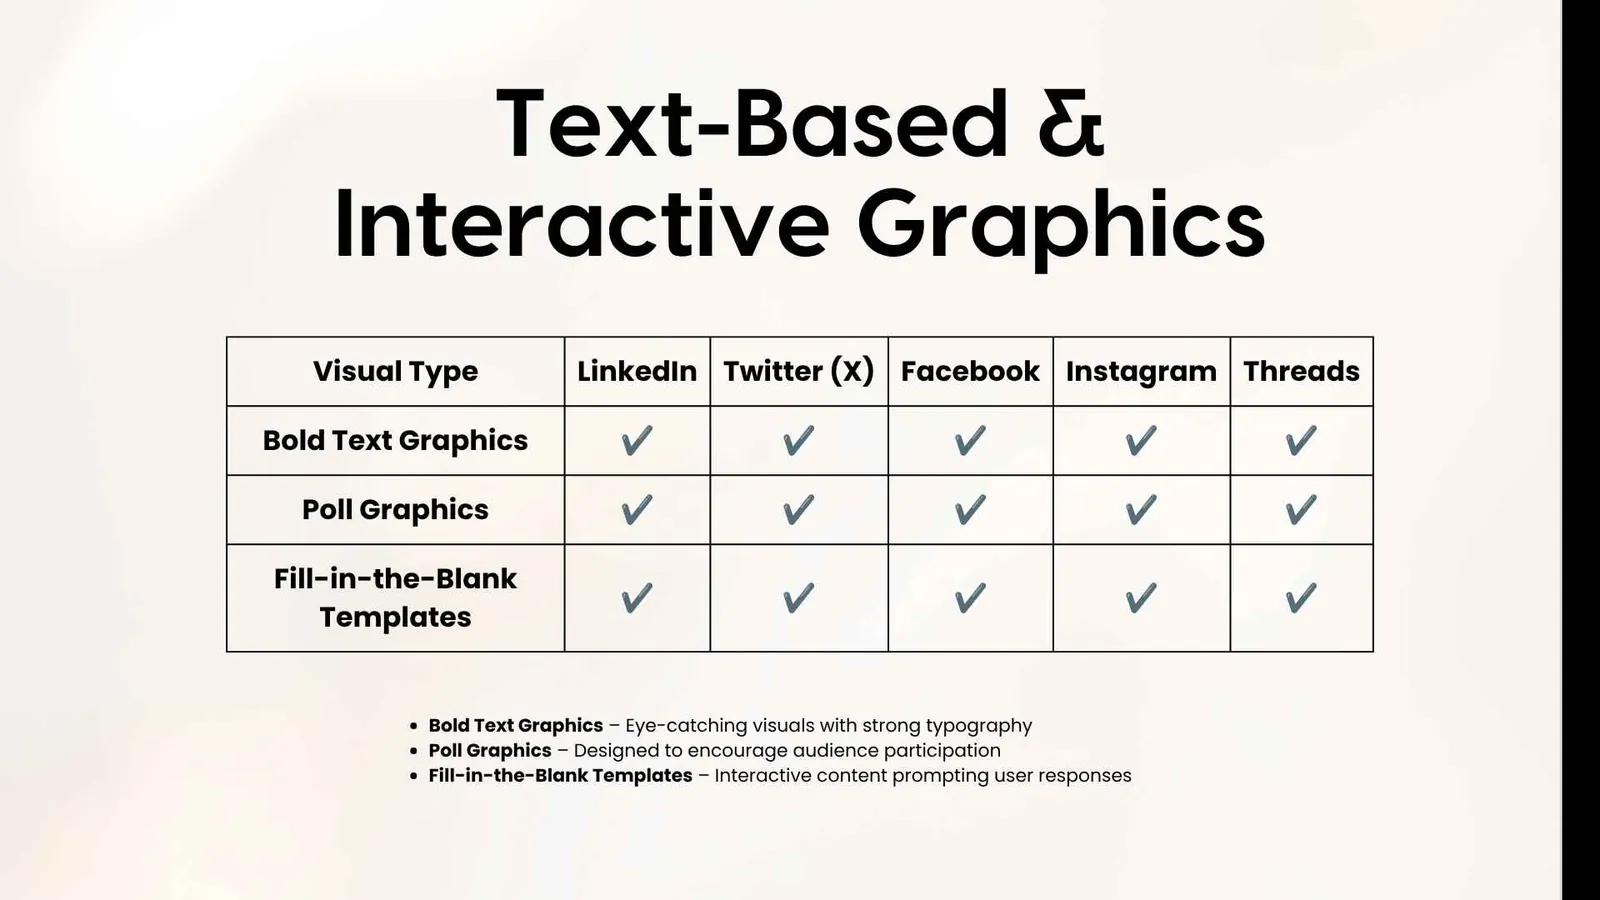 Text-Based &
Interactive Graphics
Visual Type LinkedIn Twitter (X) Facebook Instagram Threads
Bold Text Graphics ✔ ✔ ✔ ✔ ✔
Poll Graphics ✔ ✔ ✔ ✔ ✔
Fill-in-the-Blank
Templates ✔ ✔ ✔ ✔ ✔
• Bold Text Graphics – Eye-catching visuals with strong typography
• Poll Graphics – Designed to encourage audience participation
• Fill-in-the-Blank Templates – Interactive content prompting user responses